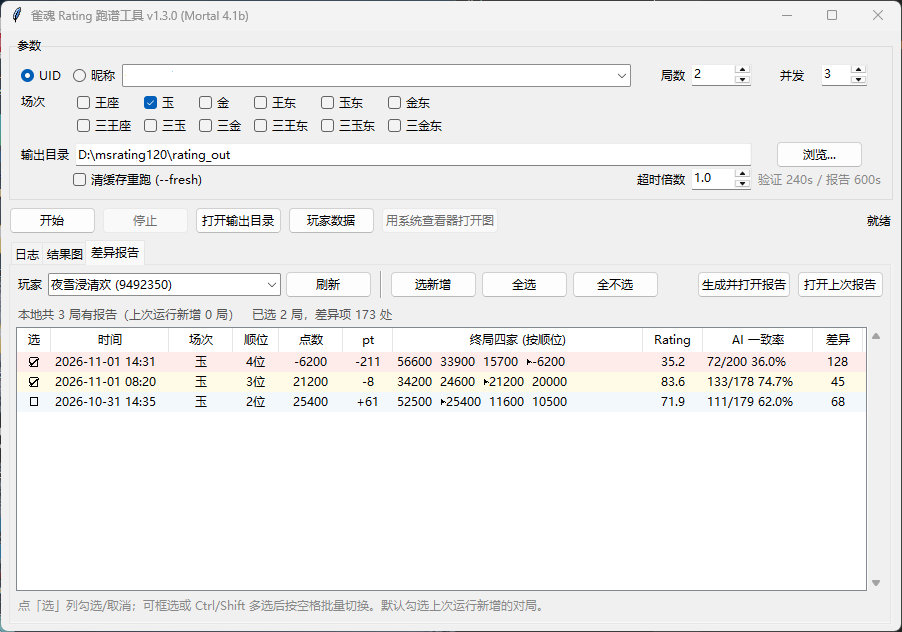 雀魂 Rating 跑谱工具 v1.3.0 (Mortal 4.1b)
参数
UID 昵称 局数 2 并发 3
场次 王座 玉 金 王东 玉东 金东
三王座 三玉 三金 三王东 三玉东 三金东
输出目录 D:\msrating120\rating_out 浏览...
清缓存重跑 (--fresh) 超时倍数 1.0 验证 240s / 报告 600s
开始 停止 打开输出目录 玩家数据 用系统查看器打开图 就绪
日志 结果图 差异报告
玩家 夜雪浸清欢 (9492350) 刷新 选新增 全选 全不选 生成并打开报告 打开上次报告
本地共 3 局有报告（上次运行新增 0 局） 已选 2 局，差异项 173 处
选 时间 场次 顺位 点数 pt 终局四家 (按顺位) Rating AI 一致率 差异
2026-11-01 14:31 玉 4位 -6200 -211 56600 33900 15700 ▸-6200 35.2 72/200 36.0% 128
2026-11-01 08:20 玉 3位 21200 -8 34200 24600 ▸21200 20000 83.6 133/178 74.7% 45
2026-10-31 14:35 玉 2位 25400 +61 52500 ▸25400 11600 10500 71.9 111/179 62.0% 68
点「选」列勾选/取消；可框选或 Ctrl/Shift 多选后按空格批量切换。默认勾选上次运行新增的对局。